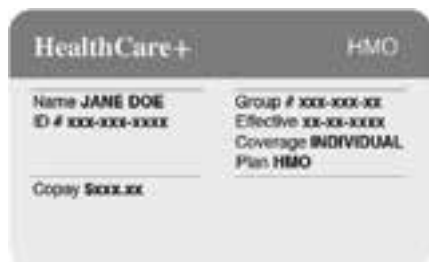 HealthCare+ HMO
Name JANE DOE
ID # xxx-xxx-xxxx
Group # xxx-xxx-xx
Effective xx-xx-xxxx
Coverage INDIVIDUAL
Plan HMO
Copay $xxx.xx